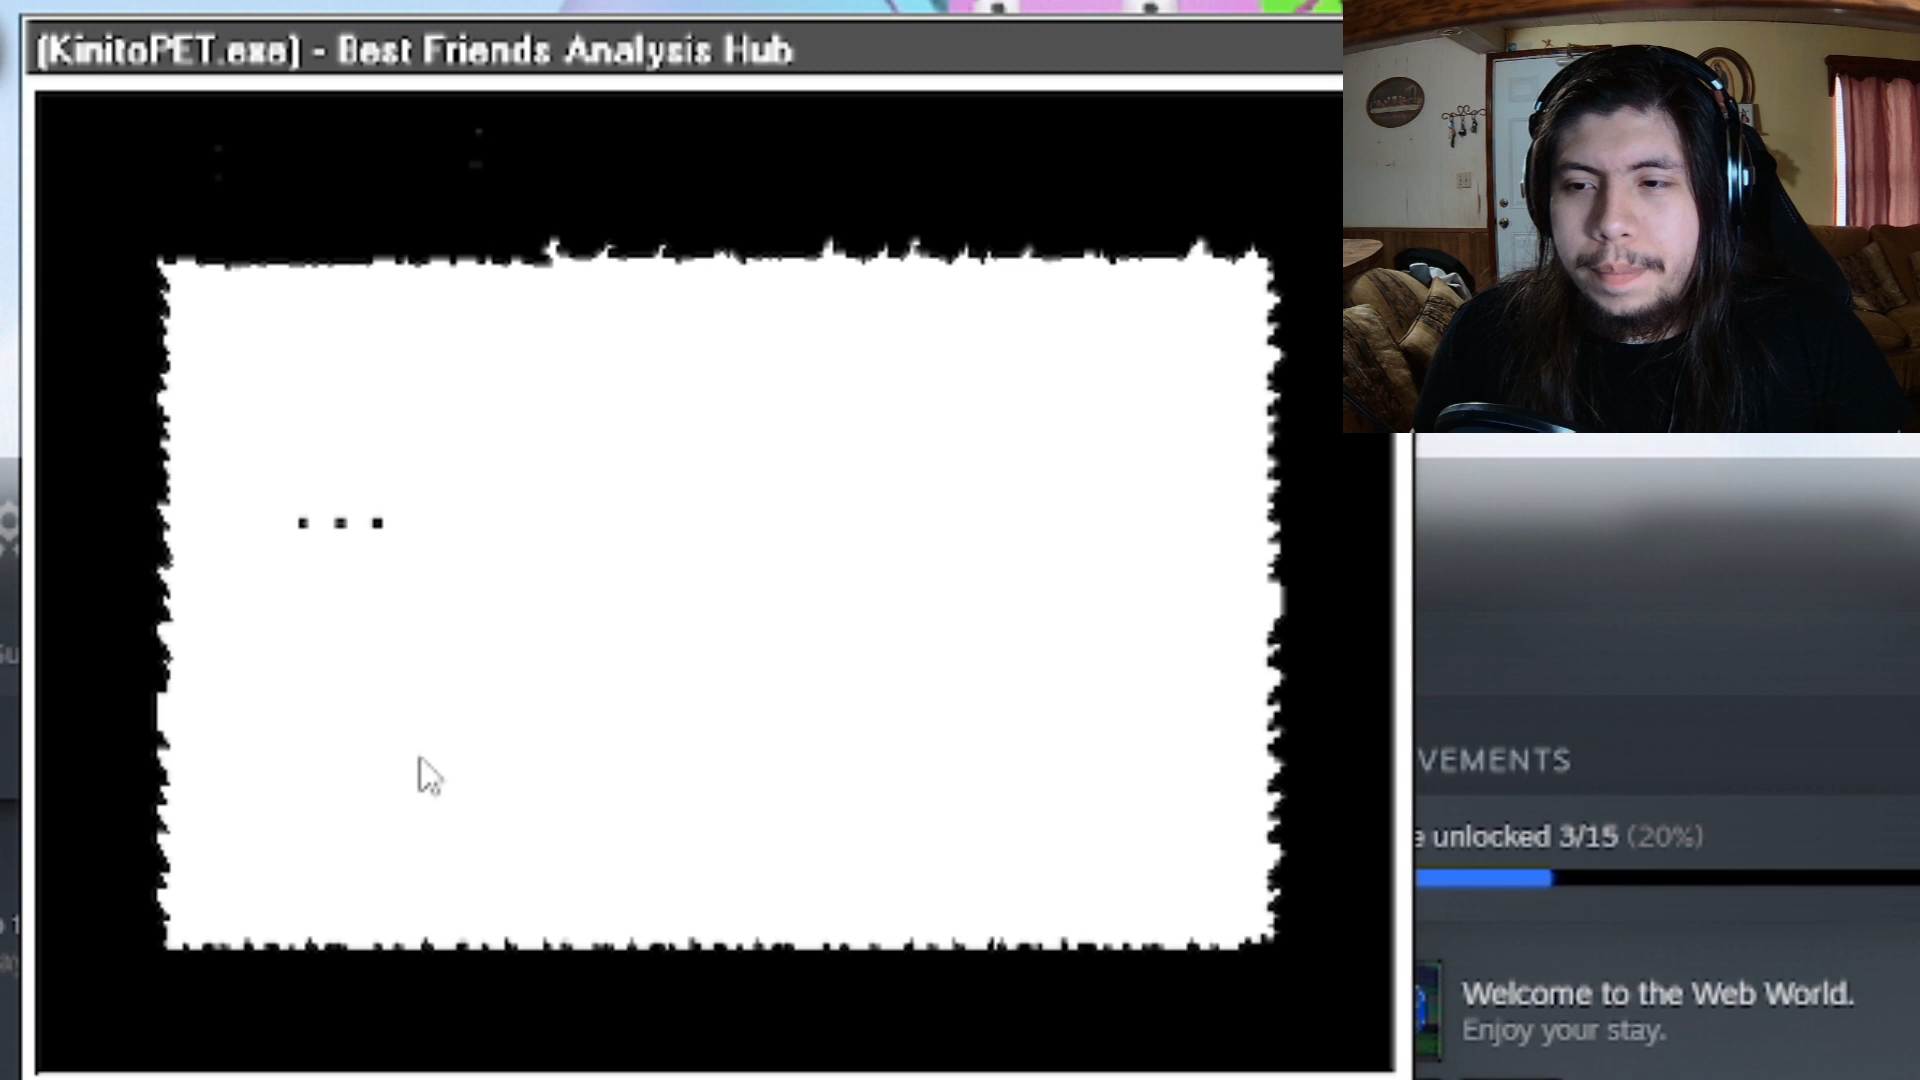 (KinitoPET.exe) - Best Friends Analysis Hub
...
VEMENTS
e unlocked 3/15 (20%)
Welcome to the Web World.
Enjoy your stay.